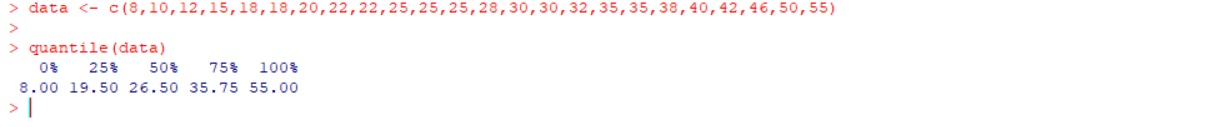 > data <- c(8,10,12,15,18,18,20,22,22,25,25,25,28,30,30,32,35,35,38,40,42,46,50,55)
>
> quantile(data)
0% 25% 50% 75% 100%
8.00 19.50 26.50 35.75 55.00
>